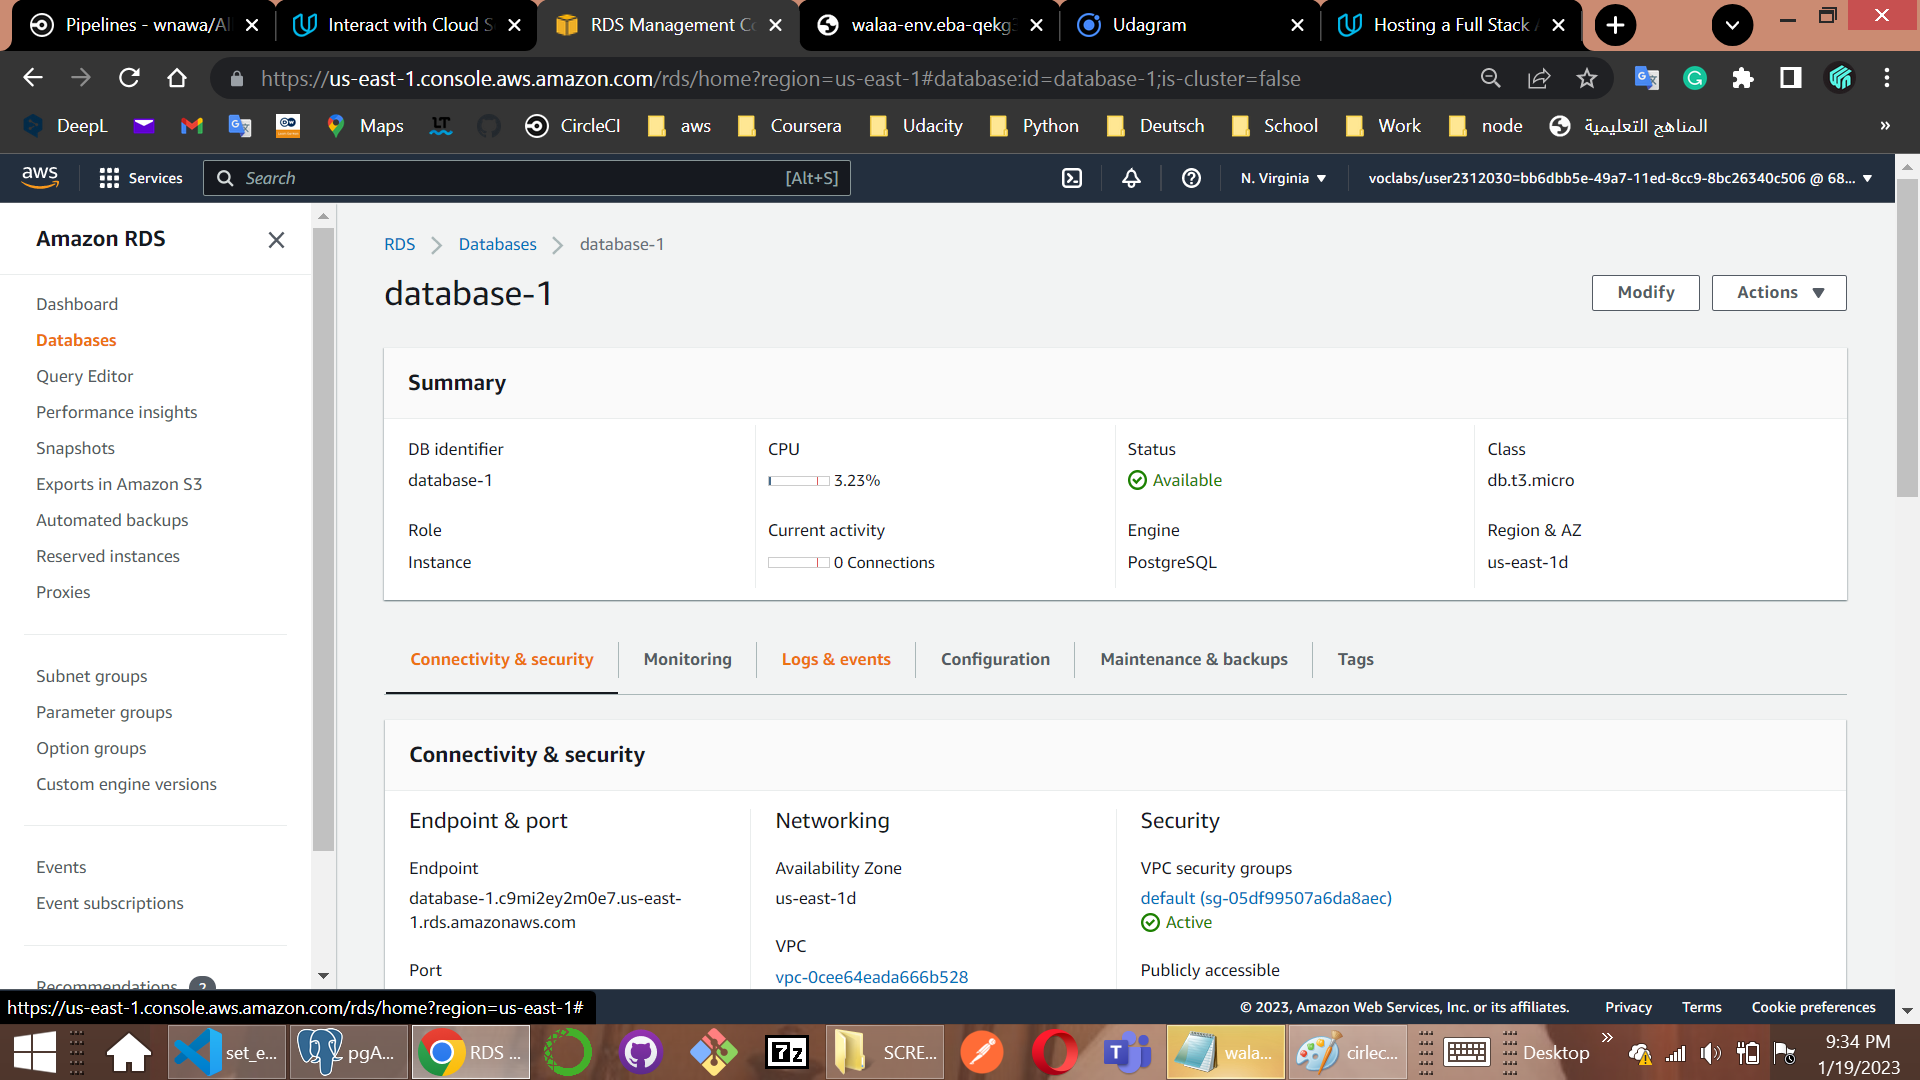 Pipelines - wnawa/Al
Interact with Cloud S
RDS Management Co
walaa-env.eba-qekg
Udagram
Hosting a Full Stack A
https://us-east-1.console.aws.amazon.com/rds/home?region=us-east-1#database:id=database-1;is-cluster=false
DeepL
Maps
LT
CircleCI
aws
Coursera
Udacity
Python
Deutsch
School
Work
node
المناهج التعليمية
»
aws
Services
Search
[Alt+S]
N. Virginia
voclabs/user2312030=bb6dbb5e-49a7-11ed-8cc9-8bc26340c506 @ 68...
Amazon RDS
Dashboard
Databases
Query Editor
Performance insights
Snapshots
Exports in Amazon S3
Automated backups
Reserved instances
Proxies
Subnet groups
Parameter groups
Option groups
Custom engine versions
Events
Event subscriptions
Recommendations 2
RDS
Databases
database-1
database-1
Modify
Actions
Summary
DB identifier
database-1
CPU
3.23%
Status
Available
Class
db.t3.micro
Role
Instance
Current activity
0 Connections
Engine
PostgreSQL
Region & AZ
us-east-1d
Connectivity & security
Monitoring
Logs & events
Configuration
Maintenance & backups
Tags
Connectivity & security
Endpoint & port
Endpoint
database-1.c9mi2ey2m0e7.us-east-
1.rds.amazonaws.com
Port
Networking
Availability Zone
us-east-1d
VPC
vpc-0cee64eada666b528
Security
VPC security groups
default (sg-05df99507a6da8aec)
Active
Publicly accessible
https://us-east-1.console.aws.amazon.com/rds/home?region=us-east-1#
© 2023, Amazon Web Services, Inc. or its affiliates.
Privacy
Terms
Cookie preferences
set_e...
pgA...
RDS ...
7z
SCRE...
T
wala...
cirlec...
Desktop
»
9:34 PM
1/19/2023